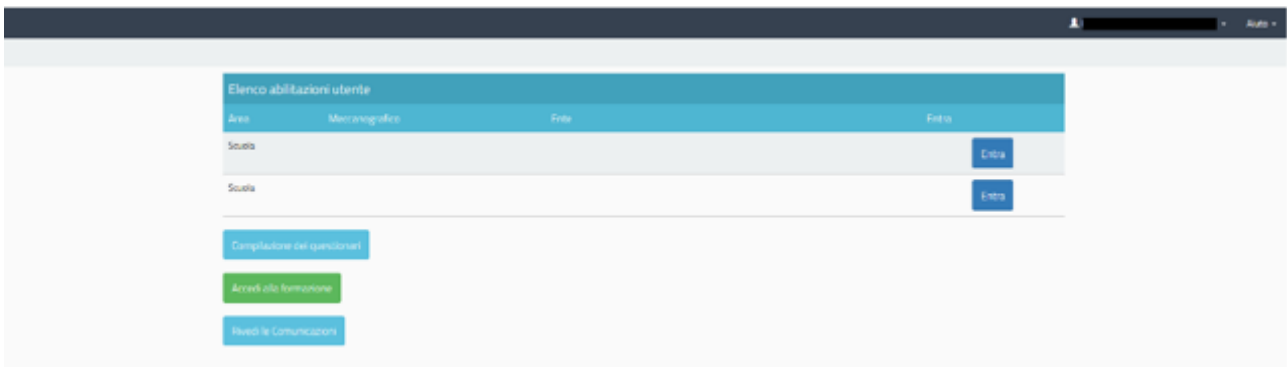 Aiuto
Elenco abilitazioni utente
Area Meccanografico Ente Entra
Scuola Entra
Scuola Entra
Compilazione dei questionari
Accedi alla formazione
Rivedi le Comunicazioni